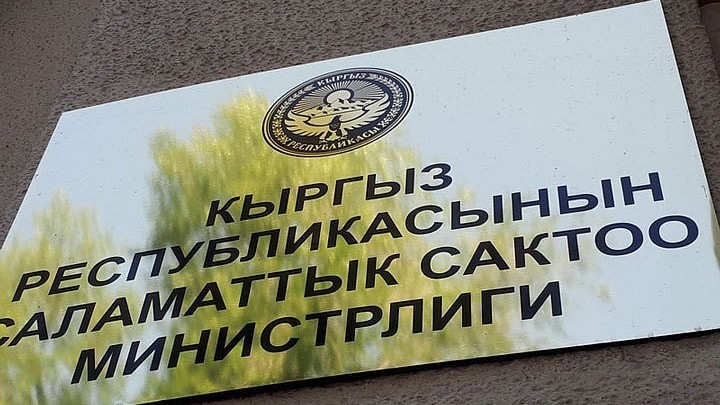 КЫРГЫЗ
РЕСПУБЛИКАСЫ
КЫРГЫЗ
РЕСПУБЛИКАСЫНЫН
САЛАМАТТЫК САКТОО
МИНИСТРЛИГИ